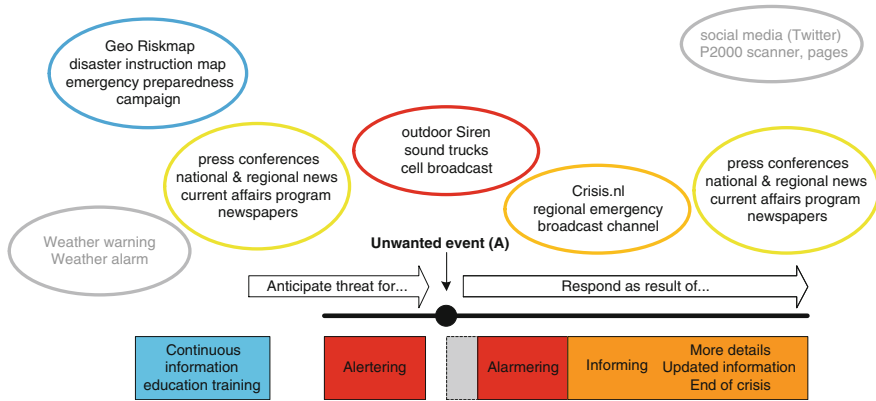 Geo Riskmap
disaster instruction map
emergency preparedness
campaign
social media (Twitter)
P2000 scanner, pages
outdoor Siren
sound trucks
cell broadcast
press conferences
national & regional news
current affairs program
newspapers
press conferences
national & regional news
current affairs program
newspapers
Crisis.nl
regional emergency
broadcast channel
Weather warning
Weather alarm
Unwanted event (A)
Anticipate threat for...
Respond as result of...
Continuous
information
education training
Alertering
Alarmering
Informing
More details
Updated information
End of crisis